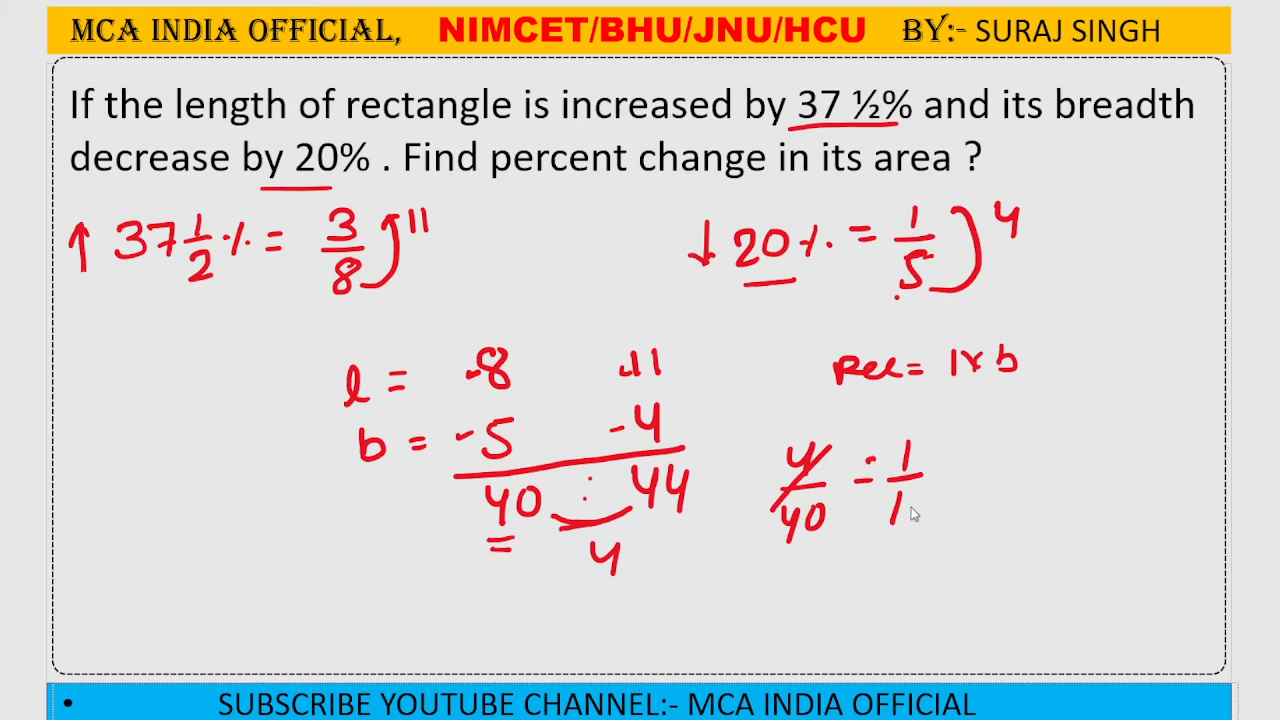 MCA INDIA OFFICIAL, NIMCET/BHU/JNU/HCU BY:- SURAJ SINGH
If the length of rectangle is increased by 37 ½% and its breadth
decrease by 20% . Find percent change in its area ?
↑ 37 1/2 % = 3/8 ) 11
↓ 20 % = 1/5 ) 4
l = 8 11
Rec = l x b
b = 5 4
40 : 44
4
4/40 = 1/1
• SUBSCRIBE YOUTUBE CHANNEL:- MCA INDIA OFFICIAL